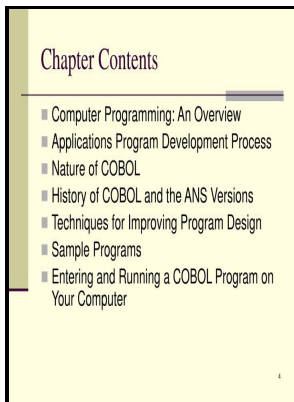 Chapter Contents
Computer Programming: An Overview
Applications Program Development Process
Nature of COBOL
History of COBOL and the ANS Versions
Techniques for Improving Program Design
Sample Programs
Entering and Running a COBOL Program on
Your Computer
4